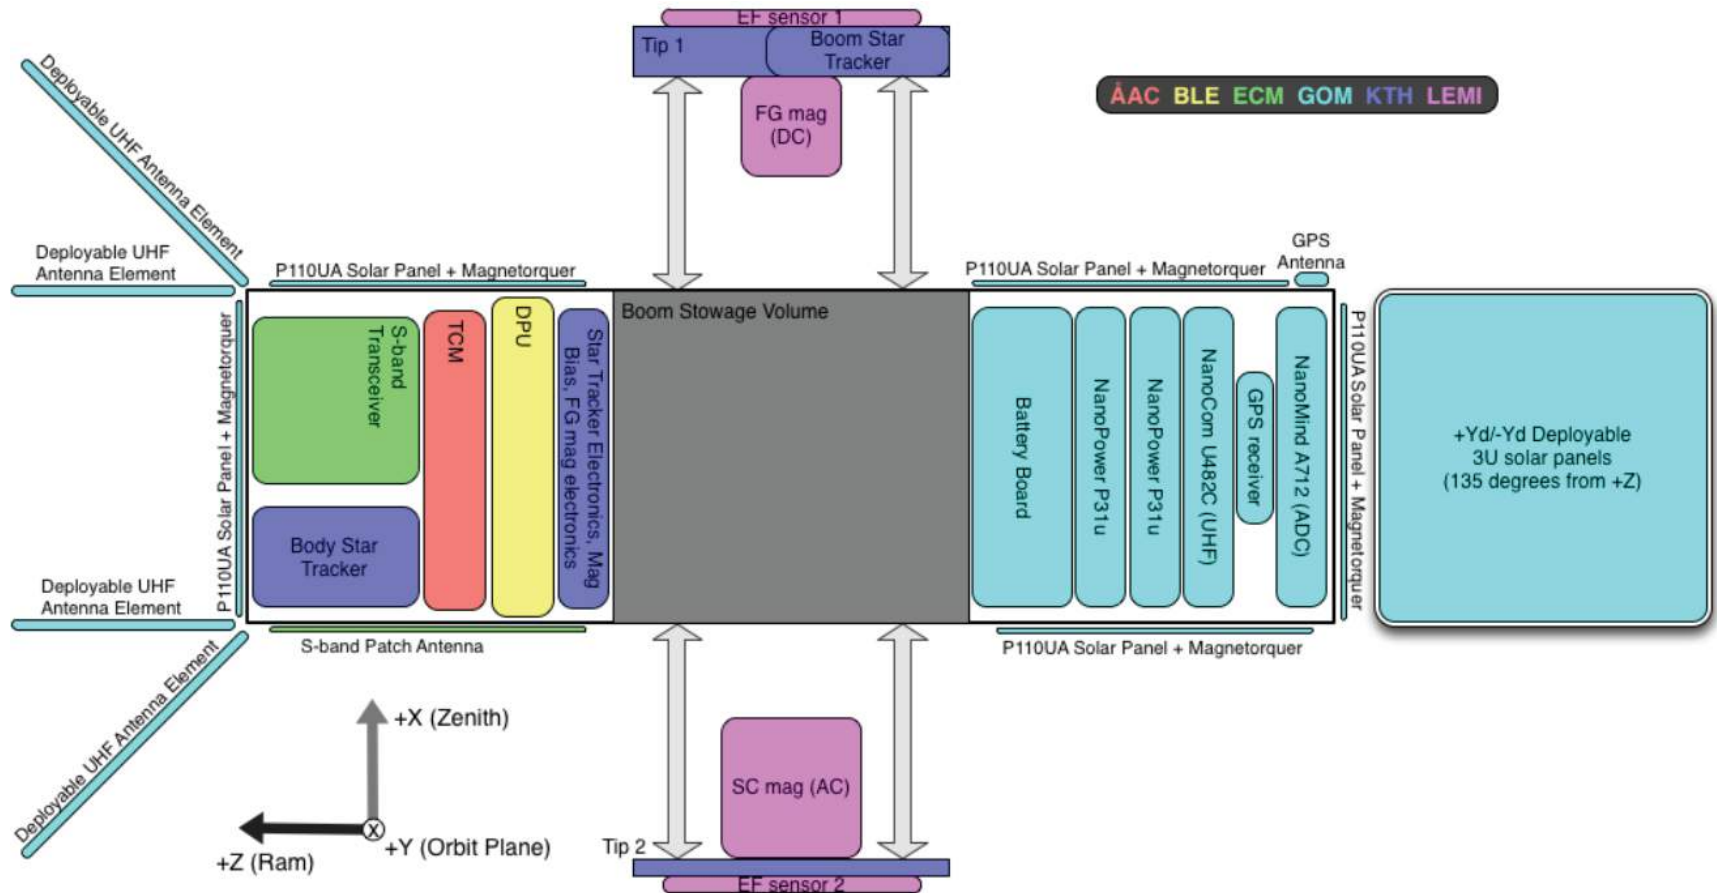 EF sensor 1
Tip 1
Boom Star
Tracker
FG mag
(DC)
ÅAC BLE ECM GOM KTH LEMI
Deployable UHF Antenna Element
Deployable UHF
Antenna Element
P110UA Solar Panel + Magnetorquer
P110UA Solar Panel + Magnetorquer
GPS
Antenna
P110UA Solar Panel + Magnetorquer
S-band
Transceiver
TCM
DPU
Star Tracker Electronics, Mag
Bias, FG mag electronics
Boom Stowage Volume
Battery Board
NanoPower P31u
NanoPower P31u
NanoCom U482C (UHF)
GPS receiver
NanoMind A712 (ADC)
P110UA Solar Panel + Magnetorquer
+Yd/-Yd Deployable
3U solar panels
(135 degrees from +Z)
Body Star
Tracker
Deployable UHF
Antenna Element
S-band Patch Antenna
P110UA Solar Panel + Magnetorquer
Deployable UHF Antenna Element
+X (Zenith)
X
+Y (Orbit Plane)
+Z (Ram)
SC mag (AC)
Tip 2
EF sensor 2